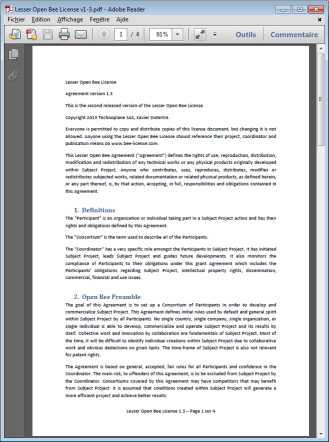 Lesser Open Bee License v1-3.pdf - Adobe Reader
Fichier Edition Affichage Fenêtre Aide
1 / 4 61% Outils Commentaire
Lesser Open Bee License
Agreement version 1.3
This is the second released version of the Lesser Open Bee License.
Copyright 2013 Technoplane SAS, Xavier Dutertre.
Everyone is permitted to copy and distribute copies of this license document, but changing it is not
allowed. Anyone using the Lesser Open Bee License should reference their project, coordinator and
publication means on www.bee-license.com.
This Lesser Open Bee Agreement ("agreement") defines the rights of use, reproduction, distribution,
modification and redistribution of any technical works or any physical products originally developed
within Subject Project. Anyone who contributes, uses, reproduces, distributes, modifies or
redistributes subjected works, related documentation or related physical products, as defined herein,
or any part thereof, is, by that action, accepting in full, responsibilities and obligations contained in
this Agreement.
1. Definitions
The "Participant" is an organization or individual taking part in a Subject Project action and has their
rights and obligations defined by this Agreement.
The "Consortium" is the term used to describe all of the Participants.
The "Coordinator" has a very specific role amongst the Participants in Subject Project. It has initiated
Subject Project, leads Subject Project and guides future developments. It also monitors the
compliance of Participants to their obligations under this grant Agreement which includes the
Participants' obligations regarding Subject Project, intellectual property rights, dissemination,
commercial, financial and use issues.
2. Open Bee Preamble
The goal of this Agreement is to set up a Consortium of Participants in order to develop and
commercialize Subject Project. This Agreement defines initial rules used by default and general spirit
within Subject Project by all Participants. No single country, single company, single organization, or
single individual is able to develop, commercialize and operate Subject Project and its results by
itself. Collective work and innovation by collaboration are fundamentals of Subject Project. Most of
the time, it will be difficult to identify individual creations within Subject Project due to collaborative
work and obvious deductions on given tasks. The time-frame of Subject Project is also not relevant
for patent rights.
The Agreement is based on general, accepted, fair rules for all Participants and confidence in the
Coordinator. The main risk, to offenders of this Agreement, is to be excluded from Subject Project by
the Coordinator. Consortiums covered by this Agreement may have competitors that may benefit
from Subject Project. It is assumed that conditions created within Subject Project will generate a
more efficient project and achieve better results.
Lesser Open Bee License 1.3 – Page 1 sur 4